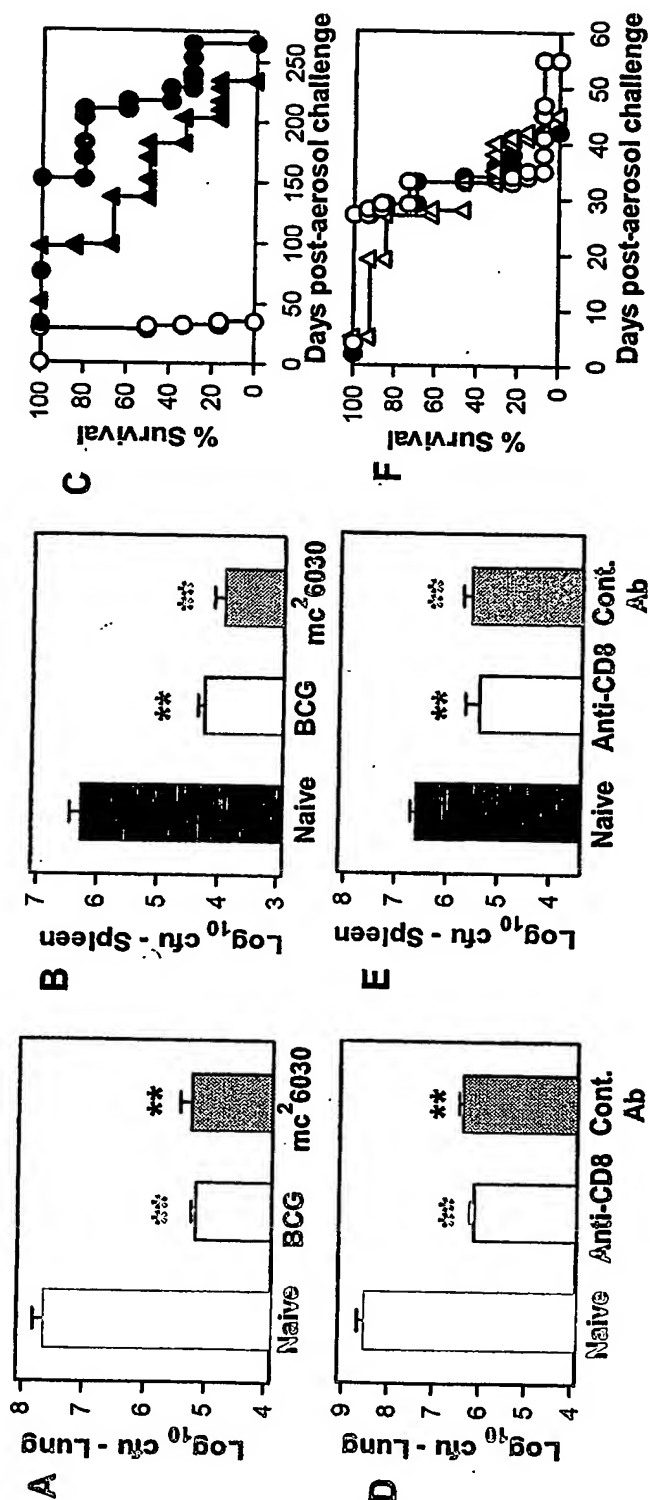 A
Log10 cfu - Lung
8
7
6
5
4
Naive
BCG
mc²6030
**
**
B
Log10 cfu - Spleen
7
6
5
4
3
Naive
BCG
mc²6030
**
**
C
% Survival
100
80
60
40
20
0
0
50
100
150
200
250
Days post-aerosol challenge
D
Log10 cfu - Lung
9
8
7
6
5
4
Naive
Anti-CD8
Cont.
Ab
**
**
E
Log10 cfu - Spleen
8
7
6
5
4
Naive
Anti-CD8
Cont.
Ab
**
**
F
% Survival
100
80
60
40
20
0
0
10
20
30
40
50
60
Days post-aerosol challenge